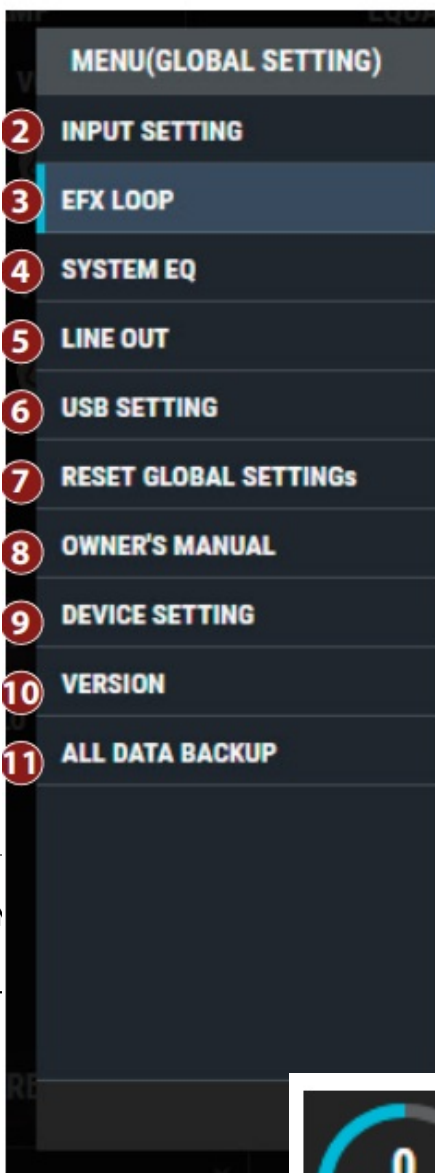 MENU(GLOBAL SETTING)
2 INPUT SETTING
3 EFX LOOP
4 SYSTEM EQ
5 LINE OUT
6 USB SETTING
7 RESET GLOBAL SETTINGs
8 OWNER'S MANUAL
9 DEVICE SETTING
10 VERSION
11 ALL DATA BACKUP
0